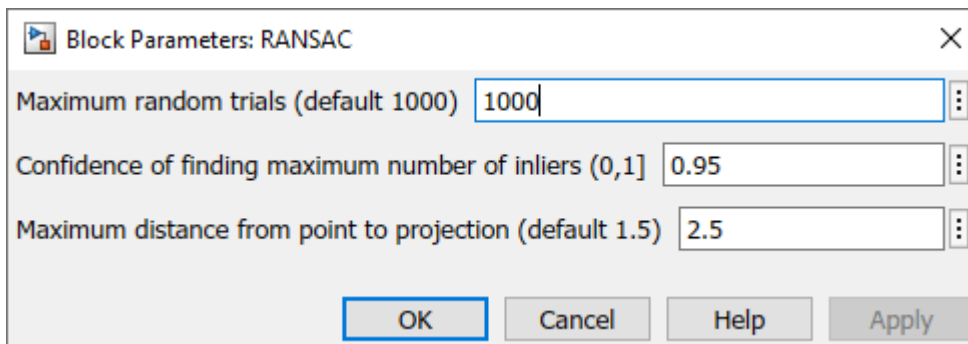 Block Parameters: RANSAC
Maximum random trials (default 1000) 1000
Confidence of finding maximum number of inliers (0,1] 0.95
Maximum distance from point to projection (default 1.5) 2.5
OK Cancel Help Apply